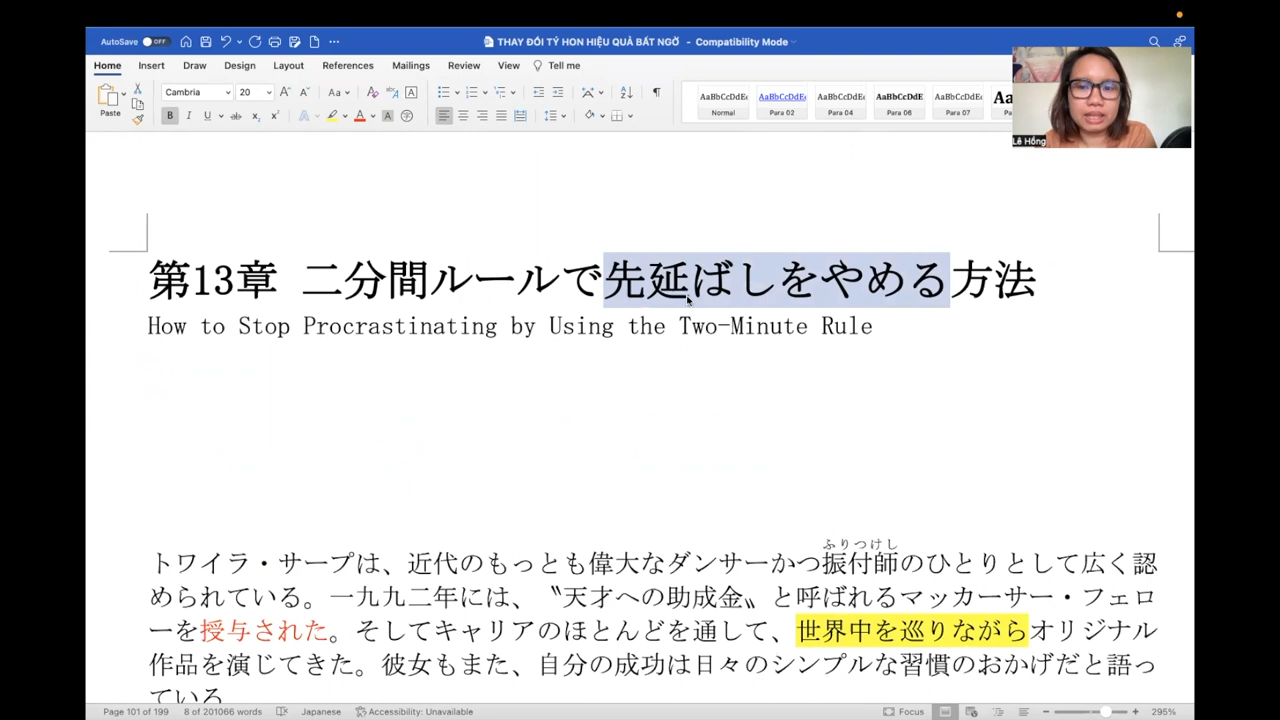 AutoSave OFF
THAY ĐỔI TÝ HON HIỆU QUẢ BẤT NGỜ - Compatibility Mode
Home Insert Draw Design Layout References Mailings Review View Tell me
Paste Cambria 20
AaBbCcDdEe AaBbCcDdEe AaBbCcDdEe AaBbCcDdE AaBbCcDdEe
Normal Para 02 Para 04 Para 06 Para 07
Lê Hồng
第13章 二分間ルールで先延ばしをやめる方法
How to Stop Procrastinating by Using the Two-Minute Rule
ふりつけし
トワイラ・サープは、近代のもっとも偉大なダンサーかつ振付師のひとりとして広く認
められている。一九九二年には、〝天才への助成金〟と呼ばれるマッカーサー・フェロ
ーを授与された。そしてキャリアのほとんどを通して、世界中を巡りながらオリジナル
作品を演じてきた。彼女もまた、自分の成功は日々のシンプルな習慣のおかげだと語っ
ている
Page 101 of 199 8 of 201066 words Japanese Accessibility: Unavailable Focus 295%